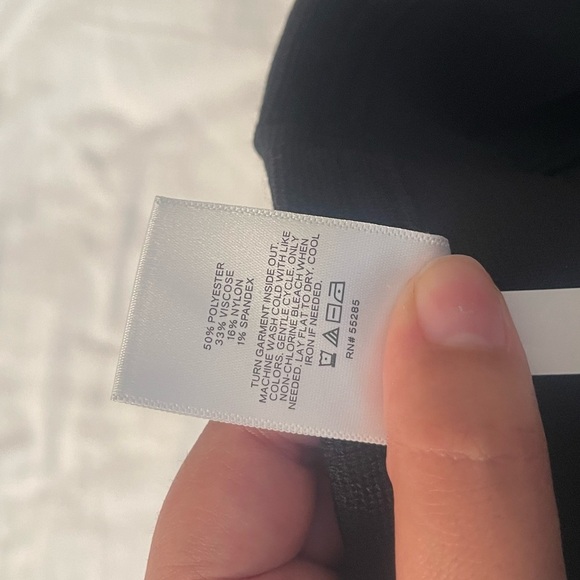 50% POLYESTER
33% VISCOSE
16% NYLON
1% SPANDEX
TURN GARMENT INSIDE OUT.
MACHINE WASH COLD WITH LIKE
COLORS, GENTLE CYCLE. ONLY
NON-CHLORINE BLEACH WHEN
NEEDED. LAY FLAT TO DRY. COOL
IRON IF NEEDED.
RN# 55285